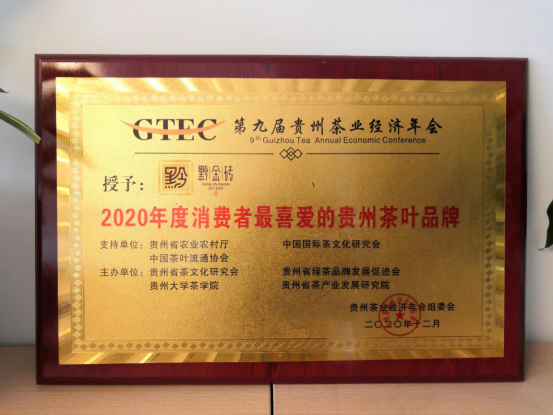 GTEC 第九届贵州茶业经济年会
9th Guizhou Tea Annual Economic Conference
授予： 黔 黔金砖
2020年度消费者最喜爱的贵州茶叶品牌
支持单位：贵州省农业农村厅 中国国际茶文化研究会
中国茶叶流通协会
主办单位：贵州省茶文化研究会 贵州省绿茶品牌发展促进会
贵州大学茶学院 贵州省茶产业发展研究院
贵州茶业经济年会组委会
二〇二〇年十二月